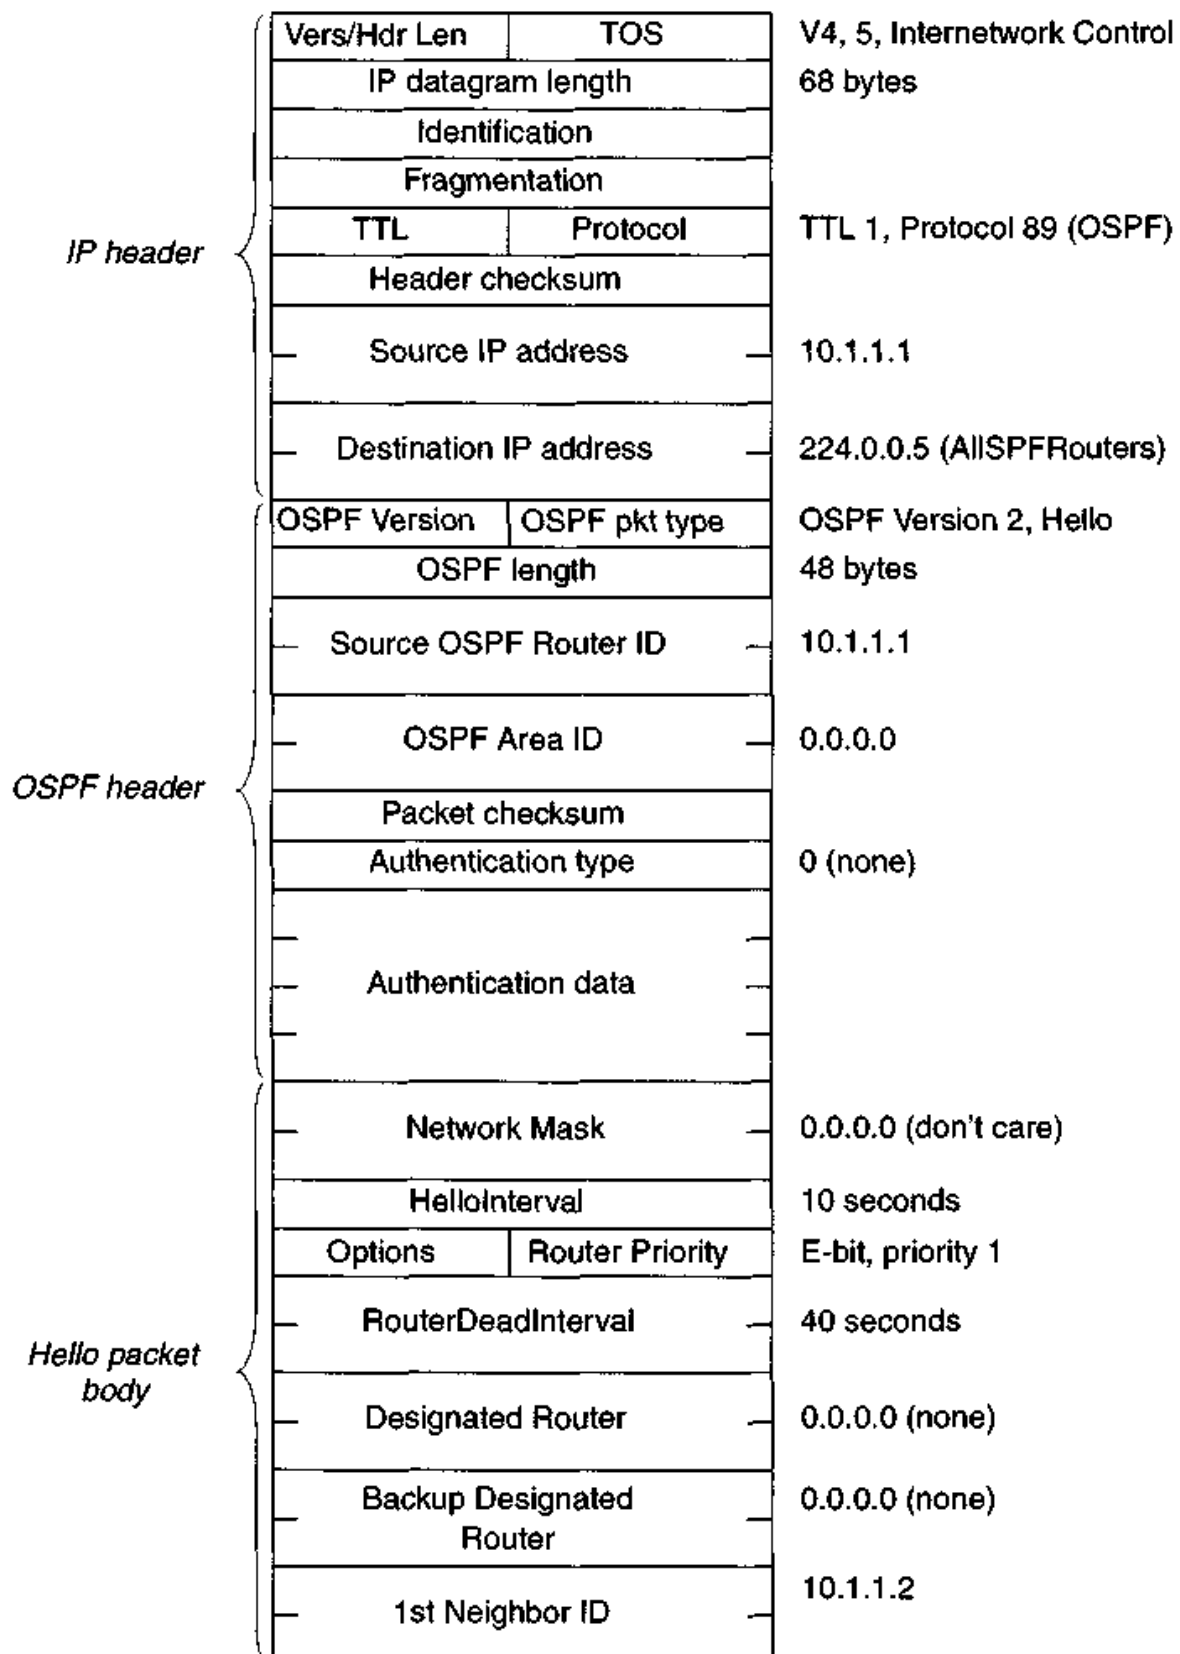 Vers/Hdr Len TOS V4, 5, Internetwork Control
IP datagram length 68 bytes
Identification
Fragmentation
TTL Protocol TTL 1, Protocol 89 (OSPF)
IP header
Header checksum
Source IP address 10.1.1.1
Destination IP address 224.0.0.5 (AllSPFRouters)
OSPF Version OSPF pkt type OSPF Version 2, Hello
OSPF length 48 bytes
Source OSPF Router ID 10.1.1.1
OSPF Area ID 0.0.0.0
OSPF header
Packet checksum
Authentication type 0 (none)
Authentication data
Network Mask 0.0.0.0 (don't care)
HelloInterval 10 seconds
Options Router Priority E-bit, priority 1
RouterDeadInterval 40 seconds
Hello packet
body
Designated Router 0.0.0.0 (none)
Backup Designated 0.0.0.0 (none)
Router
1st Neighbor ID 10.1.1.2